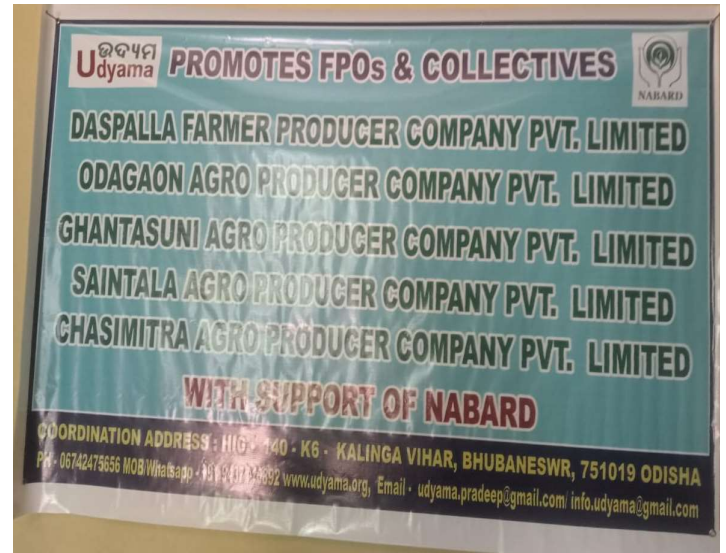 ଉଦ୍ୟମ
Udyama
PROMOTES FPOs & COLLECTIVES
NABARD
DASPALLA FARMER PRODUCER COMPANY PVT. LIMITED
ODAGAON AGRO PRODUCER COMPANY PVT. LIMITED
GHANTASUNI AGRO PRODUCER COMPANY PVT. LIMITED
SAINTALA AGRO PRODUCER COMPANY PVT. LIMITED
CHASIMITRA AGRO PRODUCER COMPANY PVT. LIMITED
WITH SUPPORT OF NABARD
COORDINATION ADDRESS : HIG - 140 - K6 - KALINGA VIHAR, BHUBANESWR, 751019 ODISHA
PH - 06742475656 MOB/Whatsapp - www.udyama.org, Email - udyama.pradeep@gmail.com/ info.udyama@gmail.com